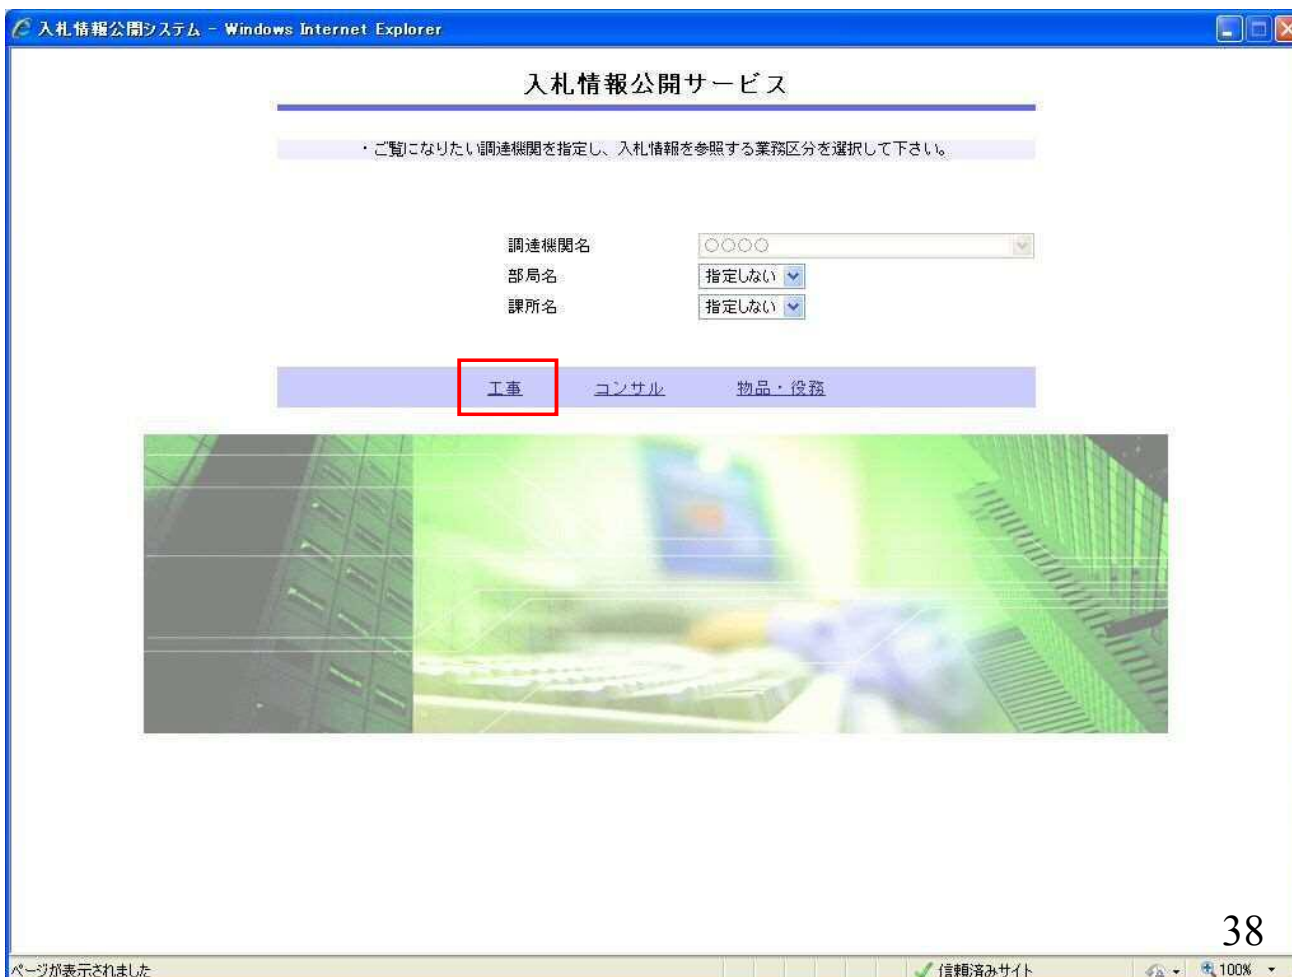 入札情報公開システム - Windows Internet Explorer
入札情報公開サービス
・ご覧になりたい調達機関を指定し、入札情報を参照する業務区分を選択して下さい。
調達機関名 ○○○○
部局名 指定しない
課所名 指定しない
工事 コンサル 物品・役務
38
ページが表示されました 信頼済みサイト 100%